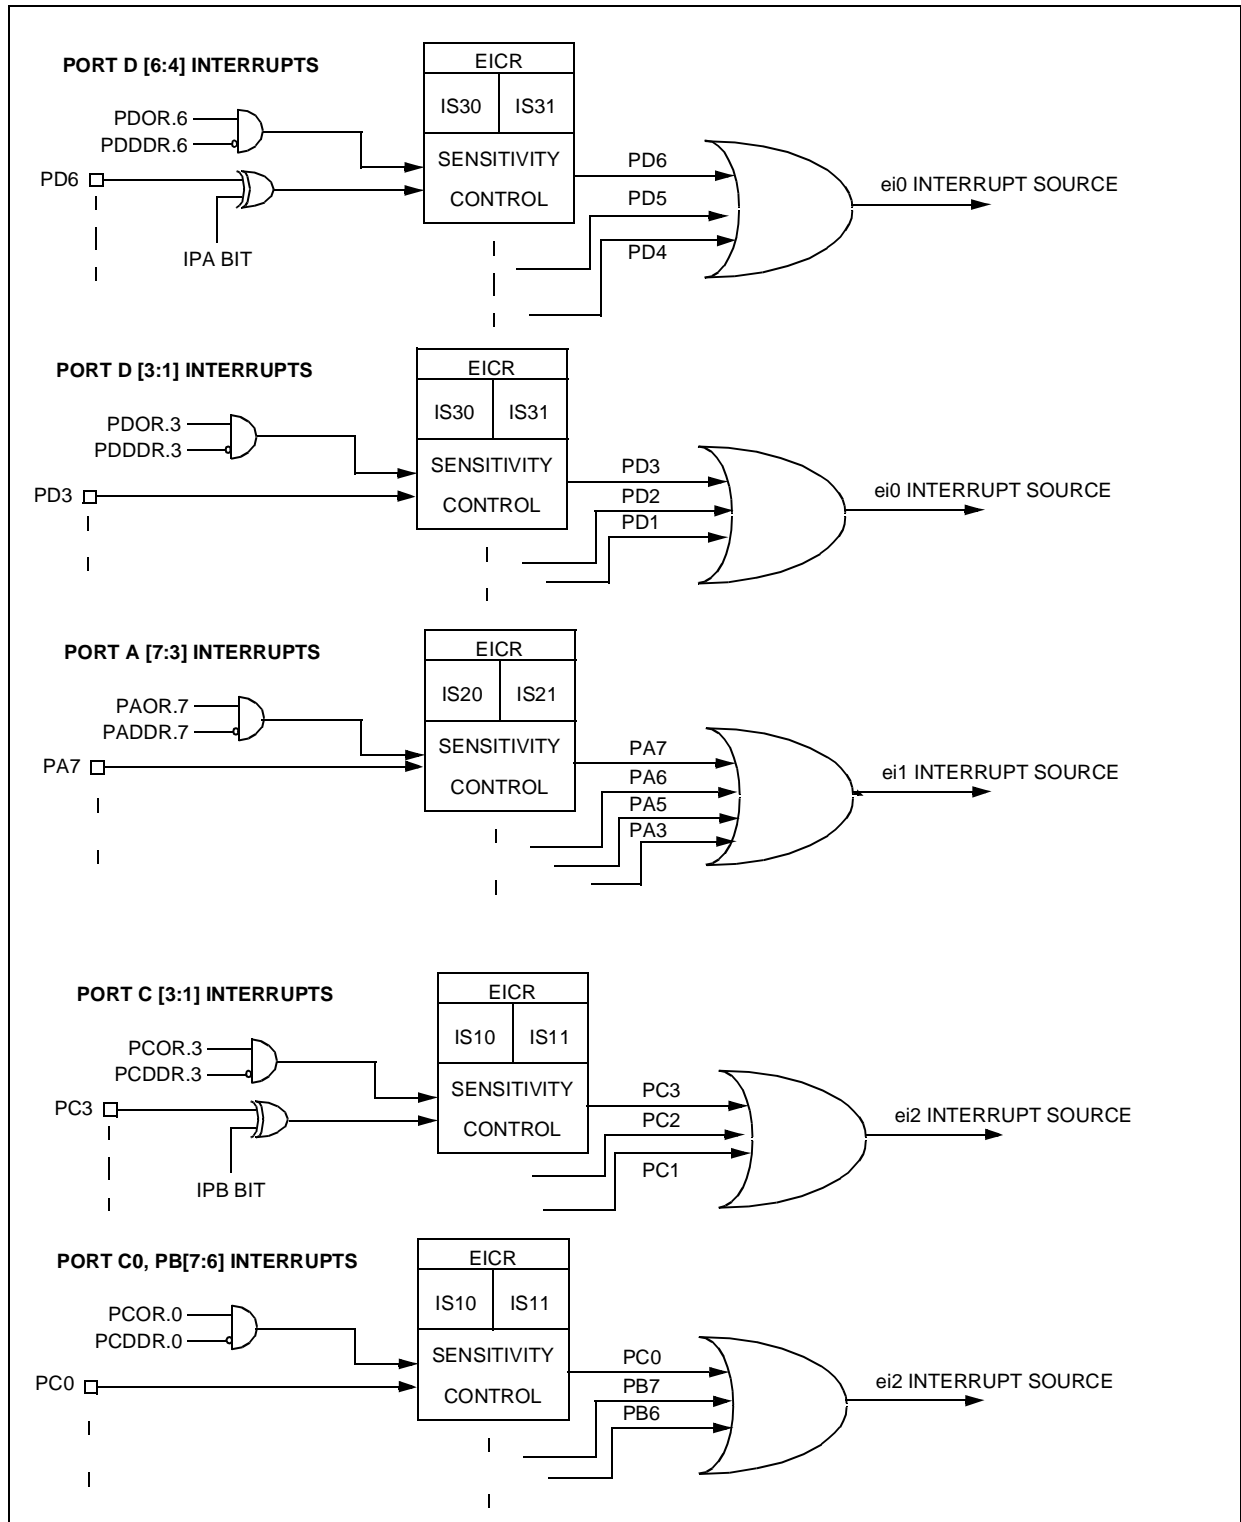 PORT D [6:4] INTERRUPTS
EICR
IS30 IS31
PDOR.6
PDDDR.6
SENSITIVITY
CONTROL
PD6
IPA BIT
PD6
PD5
PD4
ei0 INTERRUPT SOURCE
PORT D [3:1] INTERRUPTS
EICR
IS30 IS31
PDOR.3
PDDDR.3
SENSITIVITY
CONTROL
PD3
PD3
PD2
PD1
ei0 INTERRUPT SOURCE
PORT A [7:3] INTERRUPTS
EICR
IS20 IS21
PAOR.7
PADDR.7
SENSITIVITY
CONTROL
PA7
PA7
PA6
PA5
PA3
ei1 INTERRUPT SOURCE
PORT C [3:1] INTERRUPTS
EICR
IS10 IS11
PCOR.3
PCDDR.3
SENSITIVITY
CONTROL
PC3
IPB BIT
PC3
PC2
PC1
ei2 INTERRUPT SOURCE
PORT C0, PB[7:6] INTERRUPTS
EICR
IS10 IS11
PCOR.0
PCDDR.0
SENSITIVITY
CONTROL
PC0
PC0
PB7
PB6
ei2 INTERRUPT SOURCE